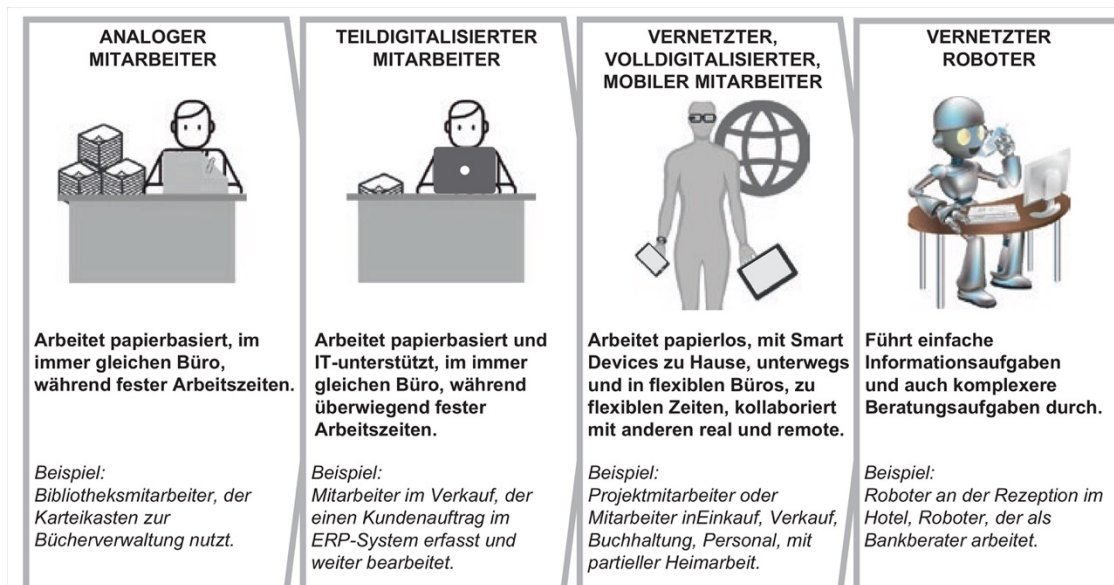 ANALOGER
MITARBEITER
Arbeitet papierbasiert, im
immer gleichen Büro,
während fester Arbeitszeiten.
Beispiel:
Bibliotheksmitarbeiter, der
Karteikasten zur
Bücherverwaltung nutzt.
TEILDIGITALISIERTER
MITARBEITER
Arbeitet papierbasiert und
IT-unterstützt, im immer
gleichen Büro, während
überwiegend fester
Arbeitszeiten.
Beispiel:
Mitarbeiter im Verkauf, der
einen Kundenauftrag im
ERP-System erfasst und
weiter bearbeitet.
VERNETZTER,
VOLLDIGITALISIERTER,
MOBILER MITARBEITER
Arbeitet papierlos, mit Smart
Devices zu Hause, unterwegs
und in flexiblen Büros, zu
flexiblen Zeiten, kollaboriert
mit anderen real und remote.
Beispiel:
Projektmitarbeiter oder
Mitarbeiter inEinkauf, Verkauf,
Buchhaltung, Personal, mit
partieller Heimarbeit.
VERNETZTER
ROBOTER
Führt einfache
Informationsaufgaben
und auch komplexere
Beratungsaufgaben durch.
Beispiel:
Roboter an der Rezeption im
Hotel, Roboter, der als
Bankberater arbeitet.